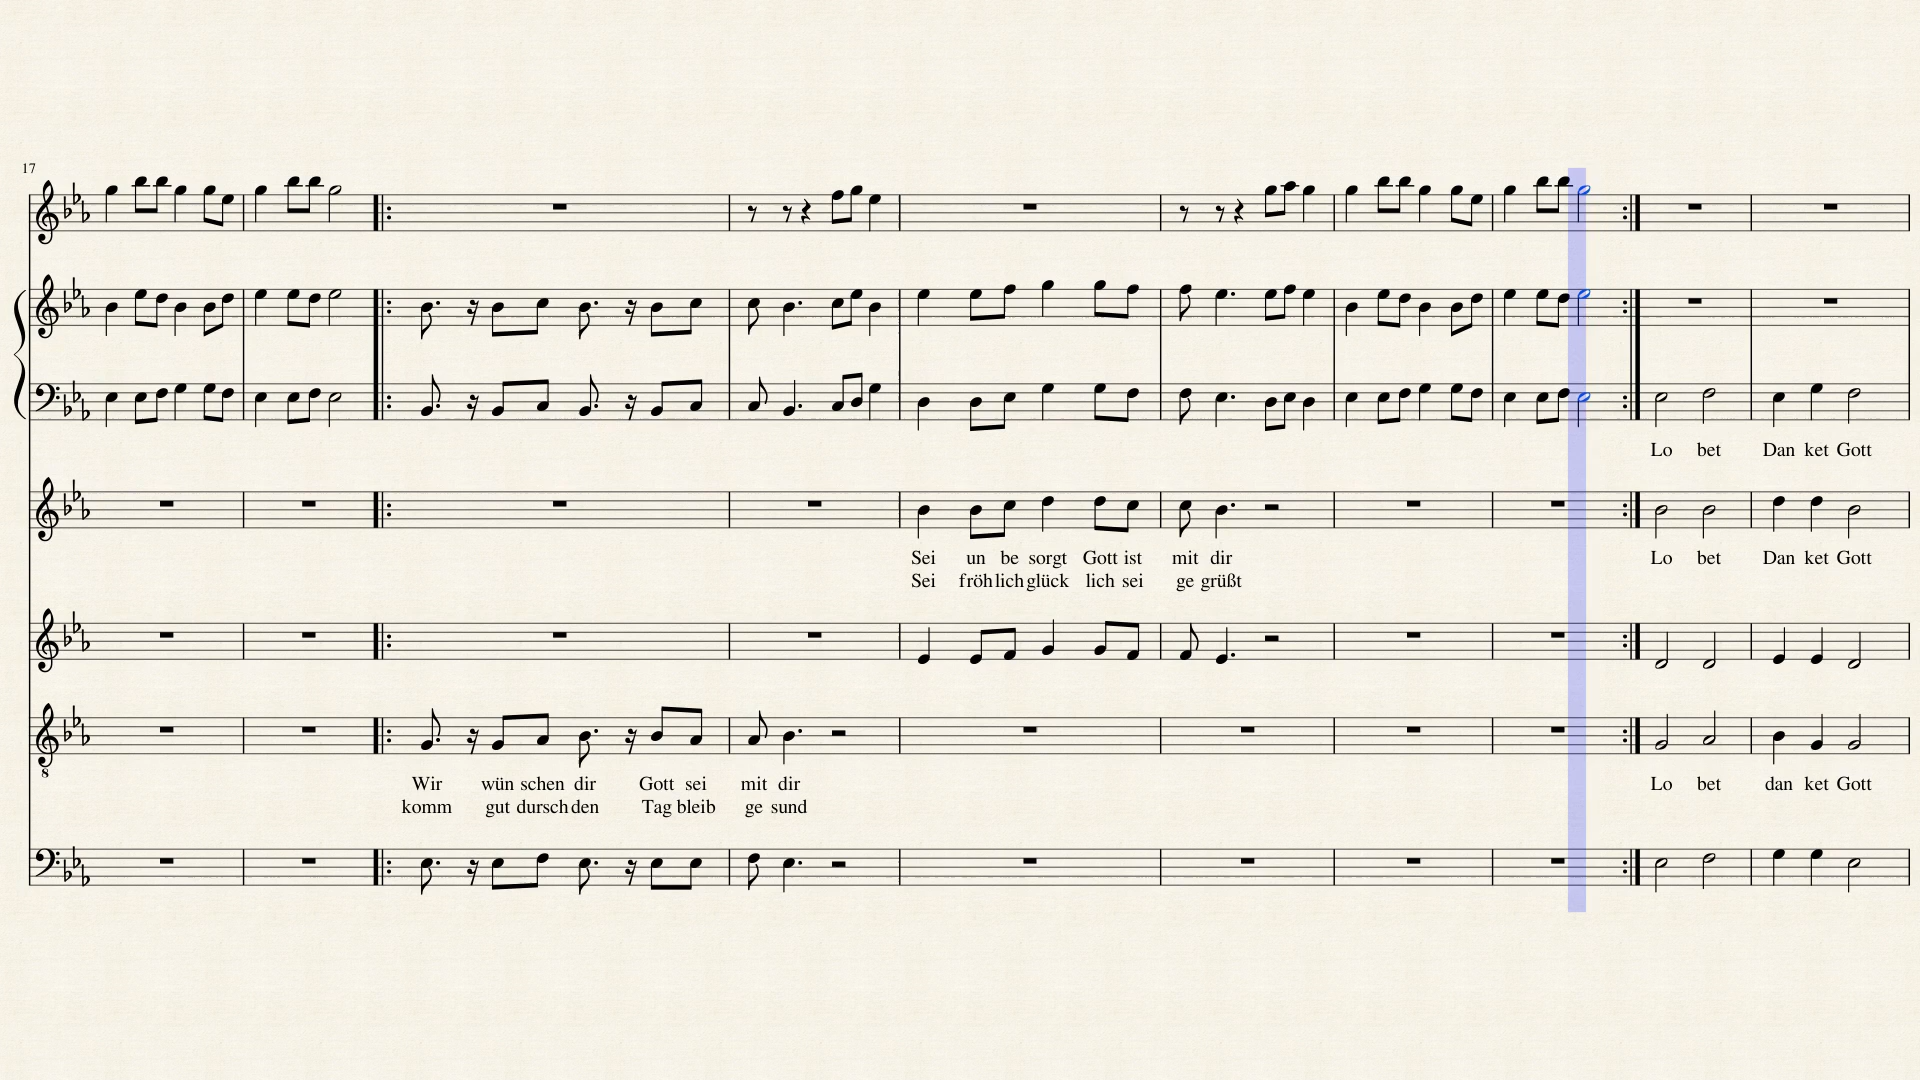 17
Lo bet Dan ket Gott
Sei un be sorgt Gott ist mit dir Lo bet Dan ket Gott
Sei fröh lich glück lich sei ge grüßt
8
Wir wün schen dir Gott sei mit dir Lo bet dan ket Gott
komm gut dursch den Tag bleib ge sund